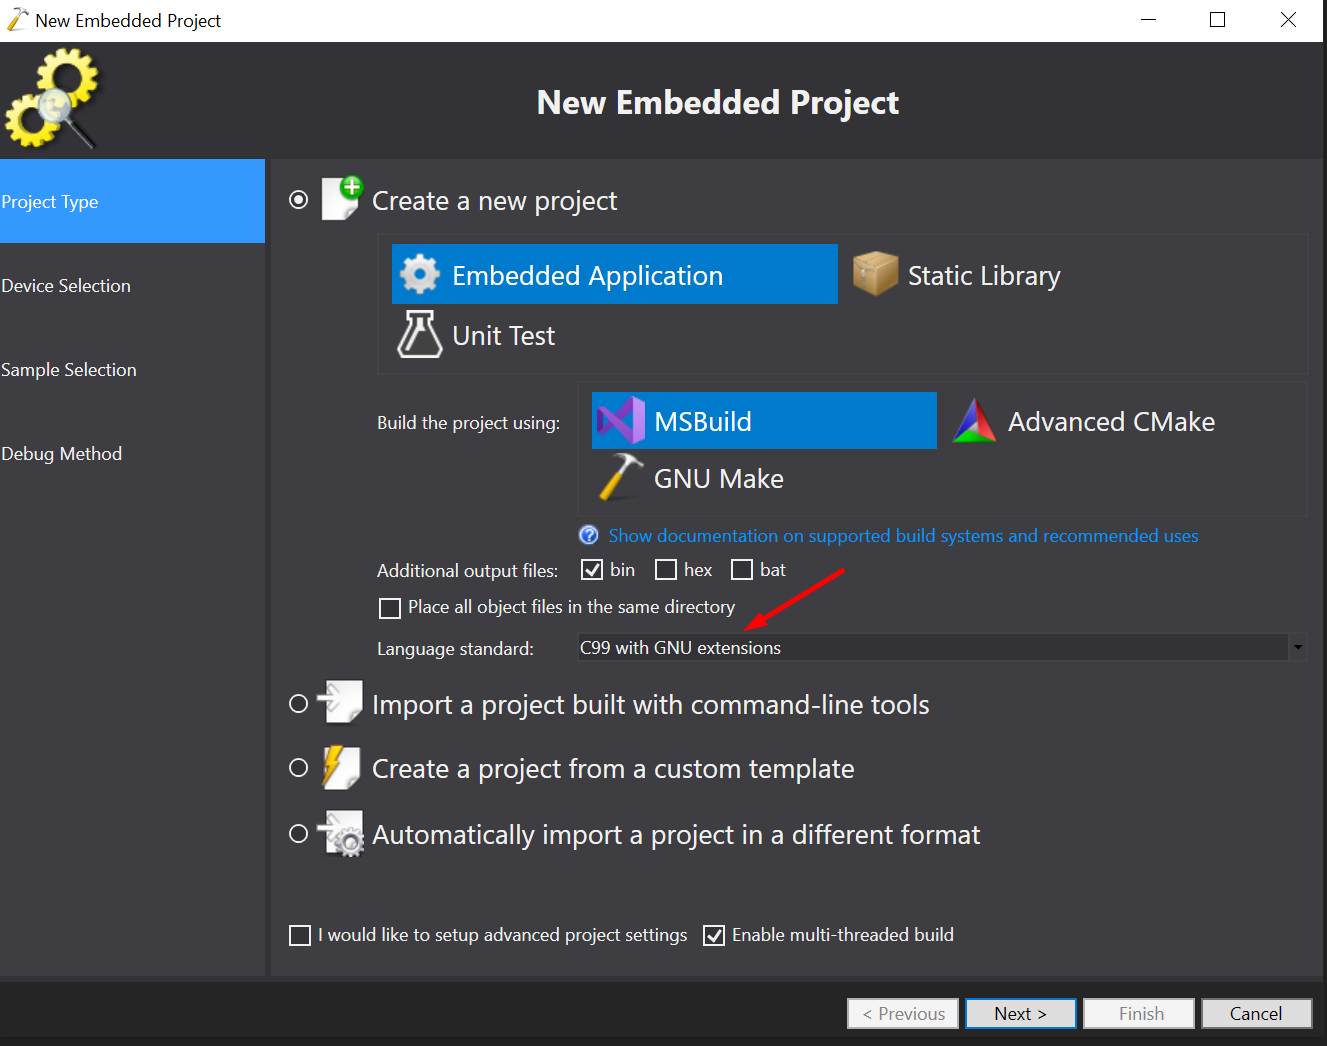 New Embedded Project
New Embedded Project
Project Type
Device Selection
Sample Selection
Debug Method
Create a new project
Embedded Application
Static Library
Unit Test
Build the project using:
MSBuild
Advanced CMake
GNU Make
Show documentation on supported build systems and recommended uses
Additional output files: bin hex bat
Place all object files in the same directory
Language standard: C99 with GNU extensions
Import a project built with command-line tools
Create a project from a custom template
Automatically import a project in a different format
I would like to setup advanced project settings Enable multi-threaded build
< Previous Next > Finish Cancel